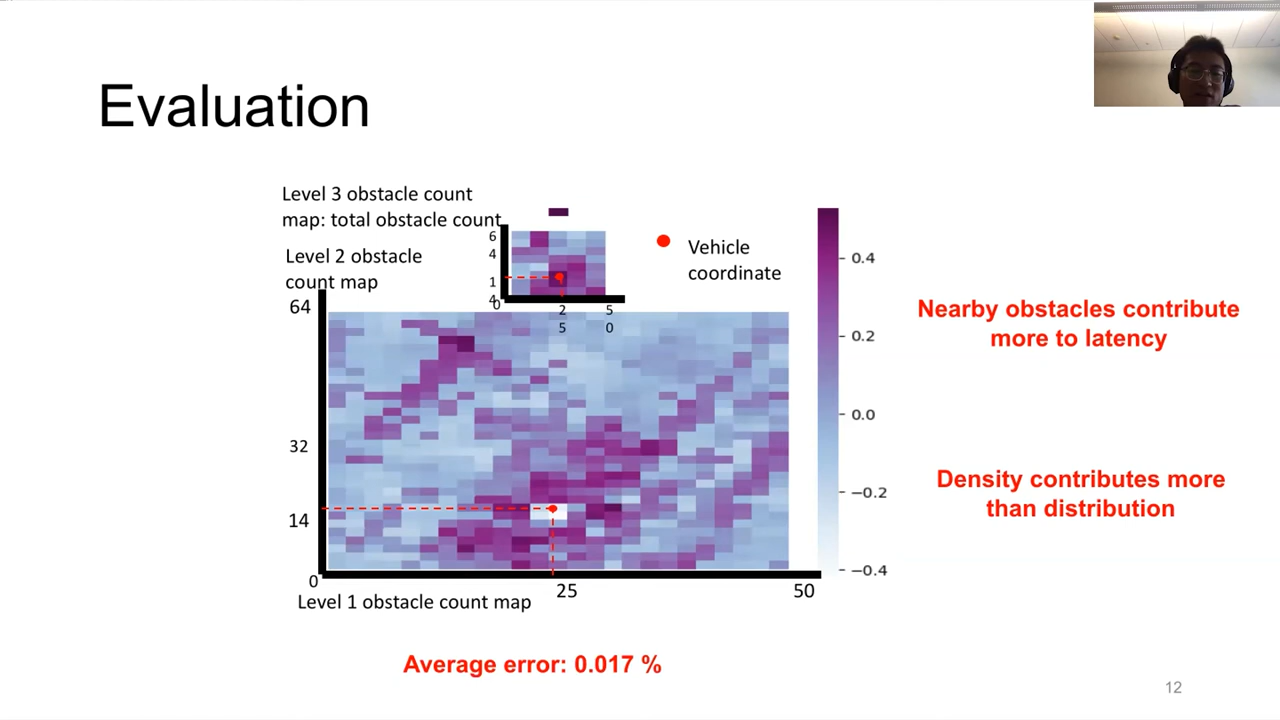 Evaluation
Level 3 obstacle count
map: total obstacle count
Level 2 obstacle
count map
6
4
1
4
0
2
5
5
0
Vehicle
coordinate
64
32
14
0
25
50
Level 1 obstacle count map
0.4
0.2
0.0
−0.2
−0.4
Nearby obstacles contribute
more to latency
Density contributes more
than distribution
Average error: 0.017 %
12